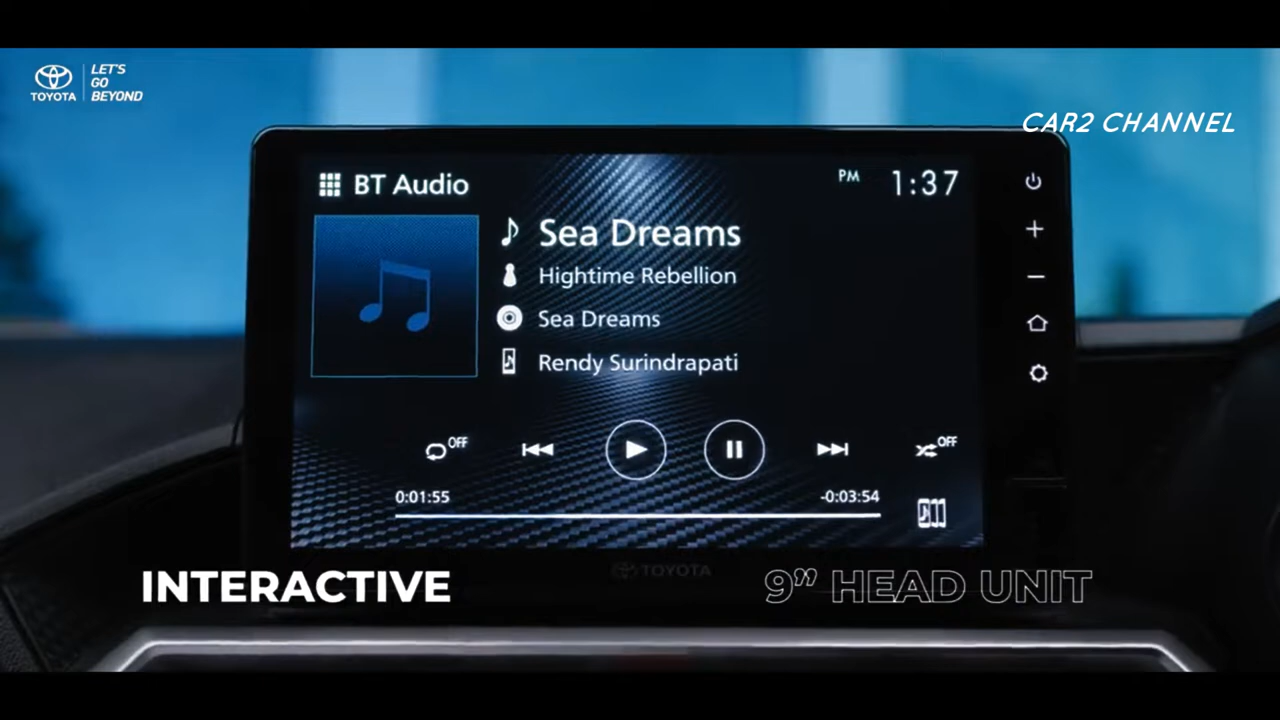 LET'S
GO
BEYOND
TOYOTA
CAR2 CHANNEL
BT Audio
PM 1:37
Sea Dreams
Hightime Rebellion
Sea Dreams
Rendy Surindrapati
OFF
OFF
0:01:55
-0:03:54
TOYOTA
INTERACTIVE
9” HEAD UNIT